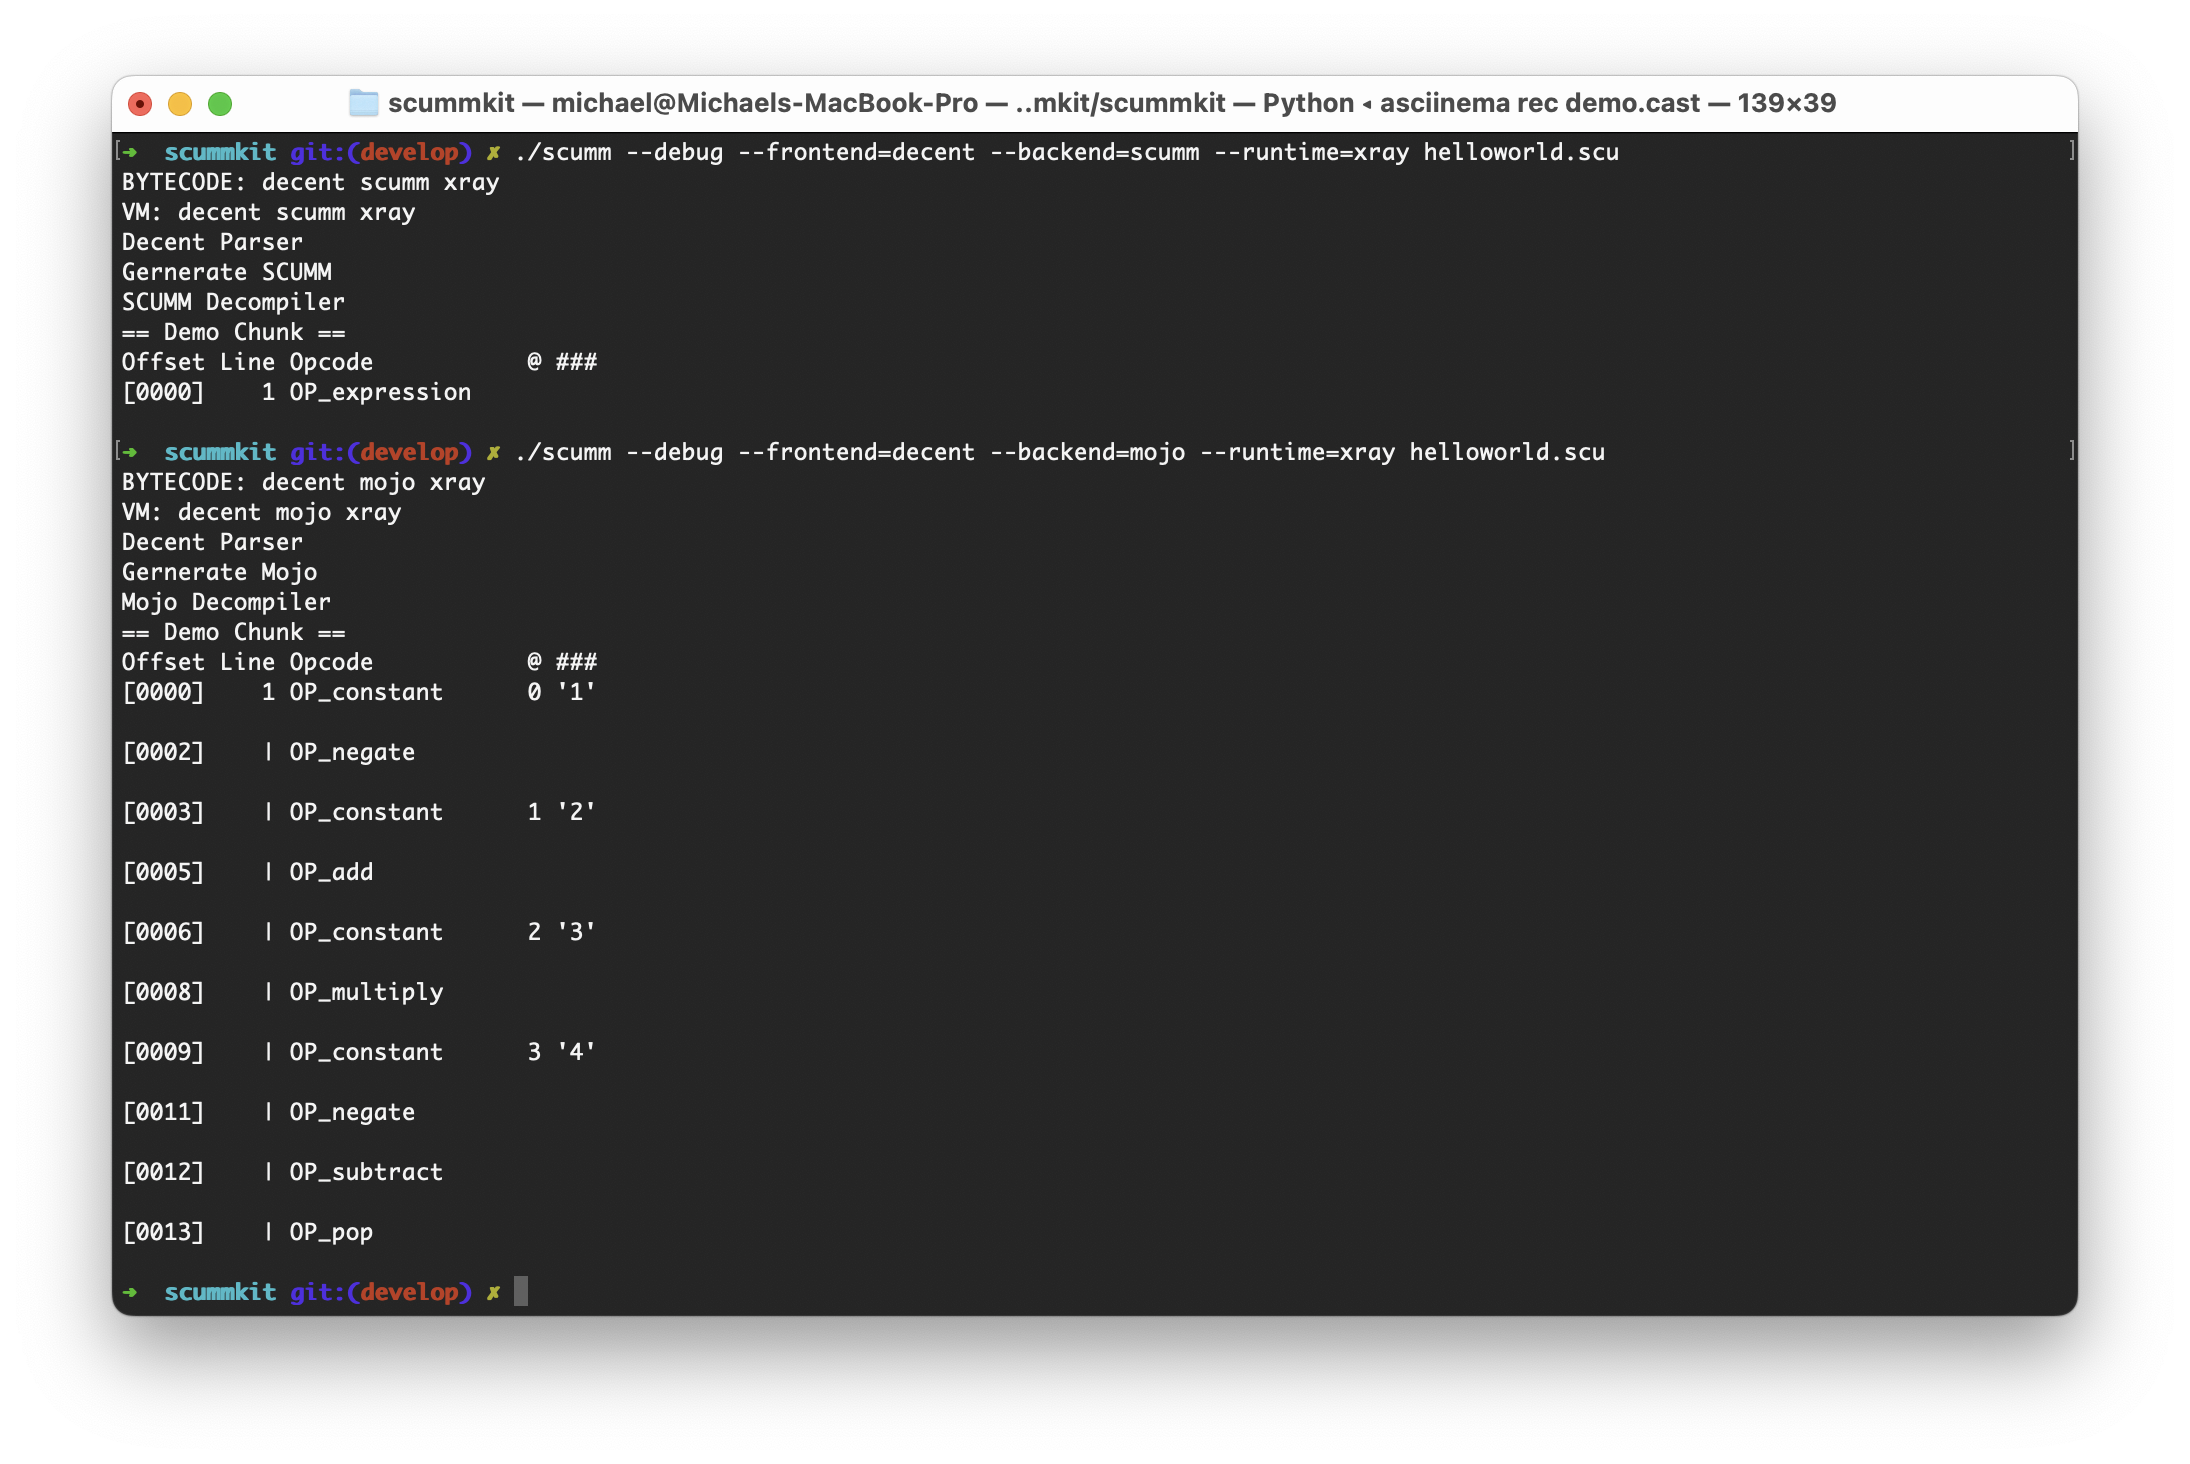 scummkit — michael@Michaels-MacBook-Pro — ..mkit/scummkit — Python ◂ asciinema rec demo.cast — 139×39
[➜  scummkit git:(develop) ✗ ./scumm --debug --frontend=decent --backend=scumm --runtime=xray helloworld.scu ]
BYTECODE: decent scumm xray
VM: decent scumm xray
Decent Parser
Gernerate SCUMM
SCUMM Decompiler
== Demo Chunk ==
Offset Line Opcode           @ ###
[0000]    1 OP_expression
[➜  scummkit git:(develop) ✗ ./scumm --debug --frontend=decent --backend=mojo --runtime=xray helloworld.scu ]
BYTECODE: decent mojo xray
VM: decent mojo xray
Decent Parser
Gernerate Mojo
Mojo Decompiler
== Demo Chunk ==
Offset Line Opcode           @ ###
[0000]    1 OP_constant      0 '1'
[0002]    | OP_negate
[0003]    | OP_constant      1 '2'
[0005]    | OP_add
[0006]    | OP_constant      2 '3'
[0008]    | OP_multiply
[0009]    | OP_constant      3 '4'
[0011]    | OP_negate
[0012]    | OP_subtract
[0013]    | OP_pop
➜  scummkit git:(develop) ✗